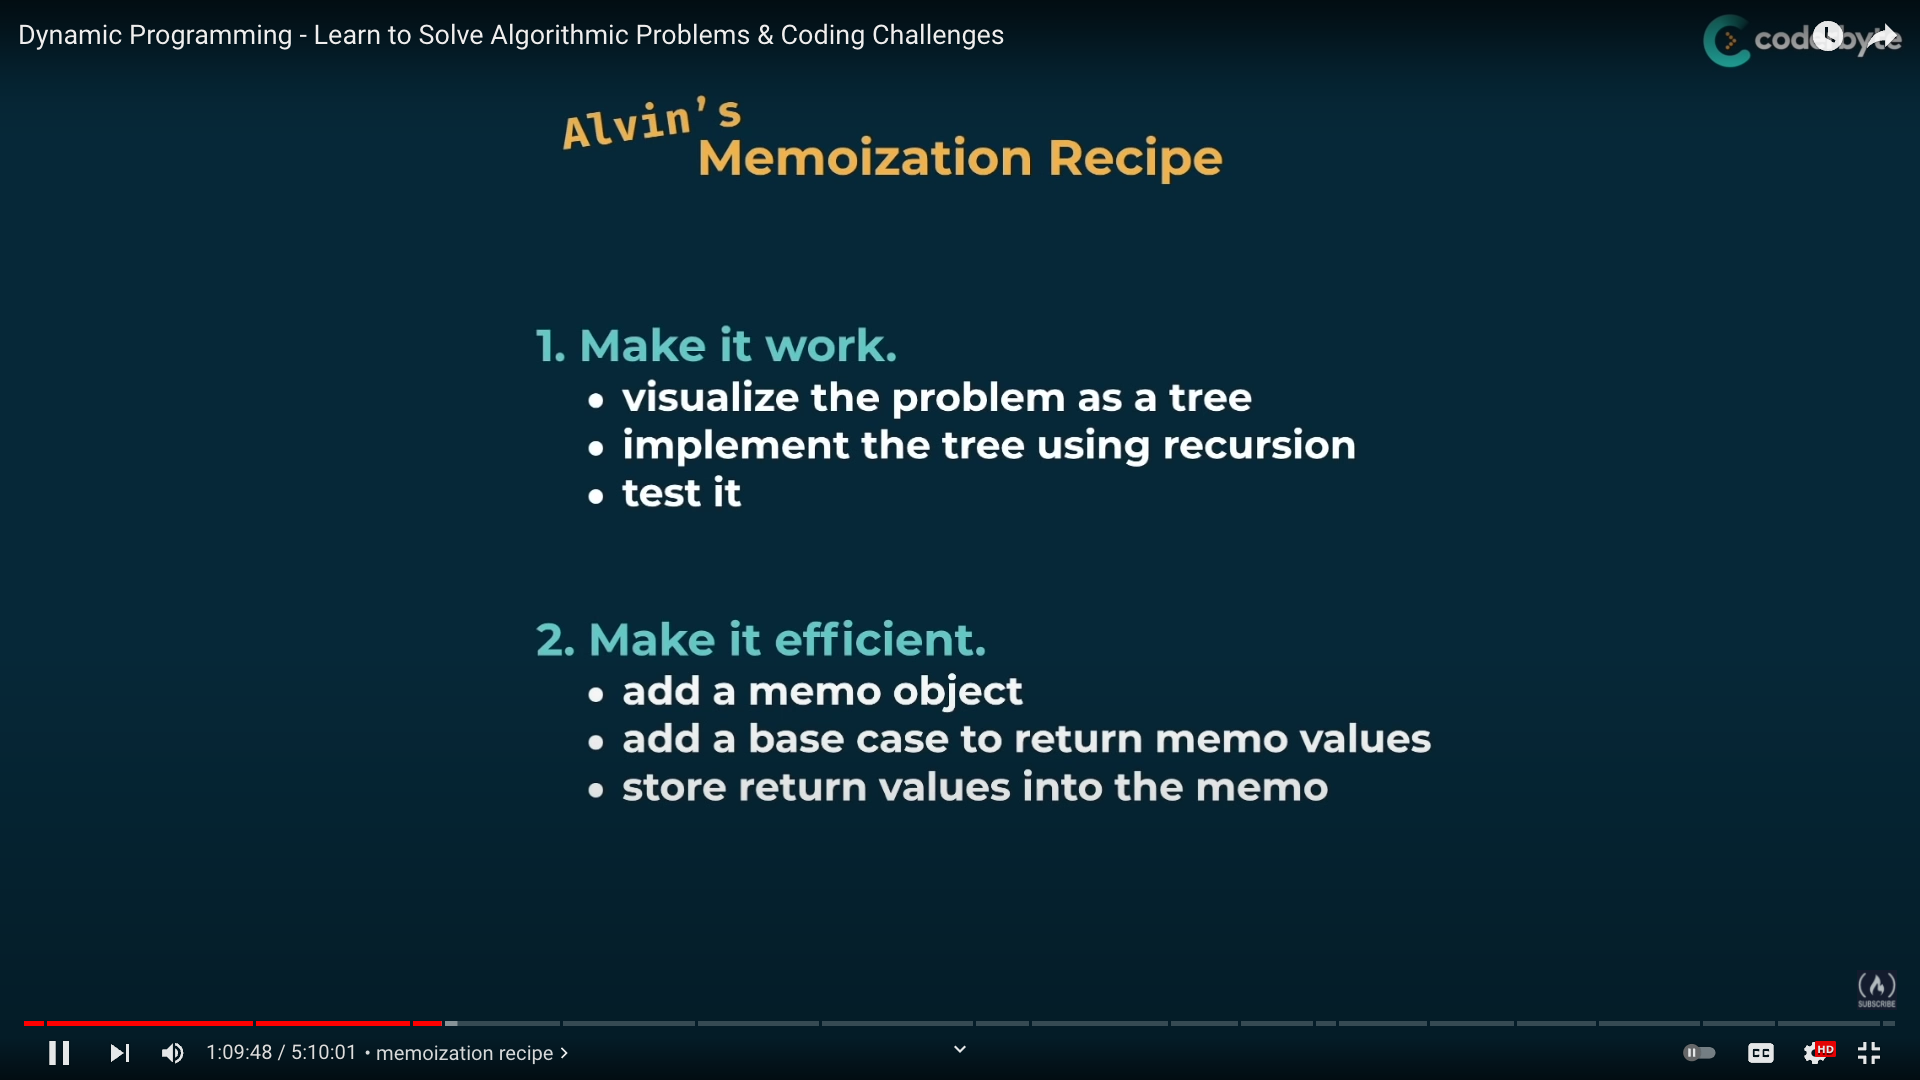 Dynamic Programming - Learn to Solve Algorithmic Problems & Coding Challenges
coderbyte
Alvin's
Memoization Recipe
1. Make it work.
• visualize the problem as a tree
• implement the tree using recursion
• test it
2. Make it efficient.
• add a memo object
• add a base case to return memo values
• store return values into the memo
SUBSCRIBE
1:09:48 / 5:10:01 • memoization recipe >
CC
HD